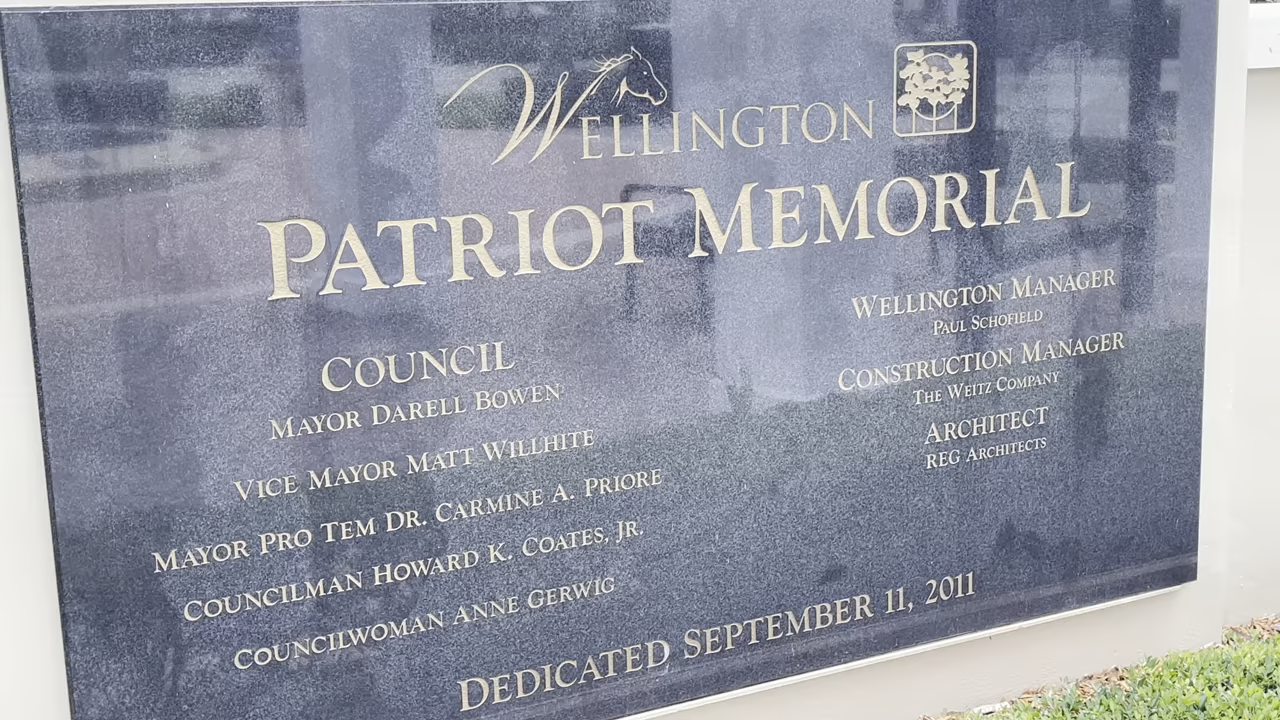 WELLINGTON
PATRIOT MEMORIAL
COUNCIL
MAYOR DARELL BOWEN
VICE MAYOR MATT WILLHITE
MAYOR PRO TEM DR. CARMINE A. PRIORE
COUNCILMAN HOWARD K. COATES, JR.
COUNCILWOMAN ANNE GERWIG
WELLINGTON MANAGER
PAUL SCHOFIELD
CONSTRUCTION MANAGER
THE WEITZ COMPANY
ARCHITECT
REG ARCHITECTS
DEDICATED SEPTEMBER 11, 2011